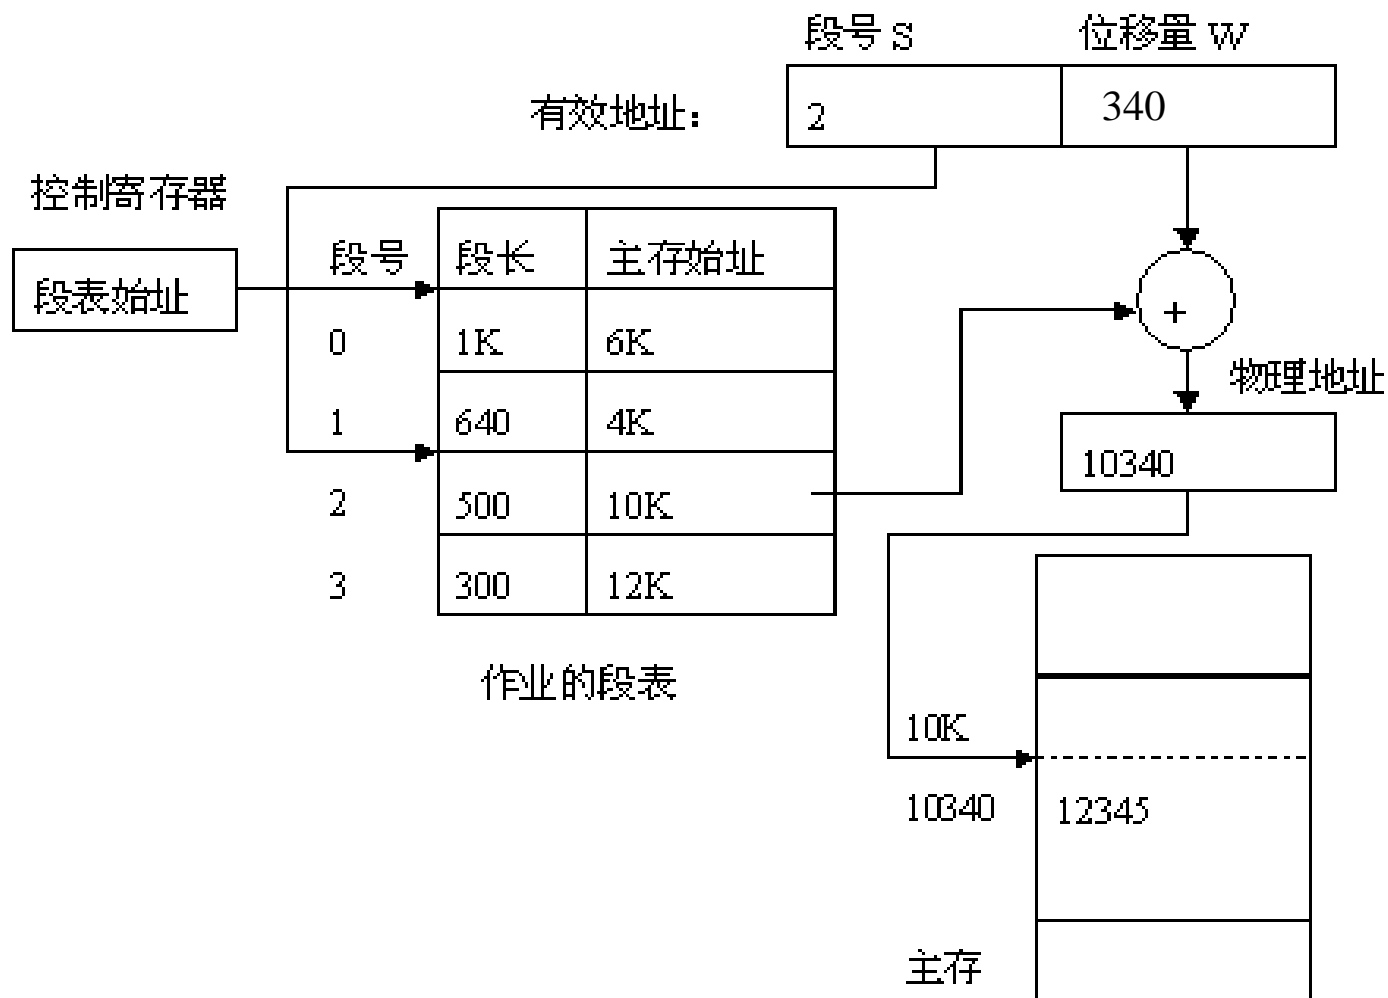 段号 S 位移量 W
有效地址： 2 340
控制寄存器
段表始址
段号 段长 主存始址
0 1K 6K
1 640 4K
2 500 10K
3 300 12K
作业的段表
+
物理地址
10340
10K
10340 12345
主存